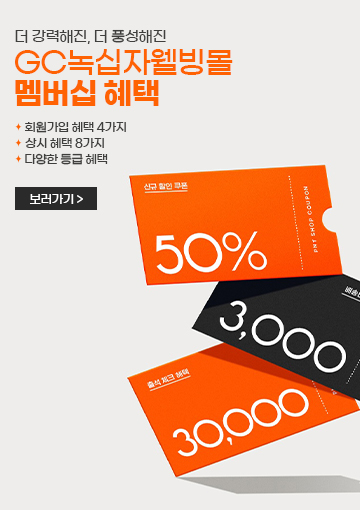 더 강력해진, 더 풍성해진
GC녹십자웰빙몰
멤버십 혜택
✦ 회원가입 혜택 4가지
✦ 상시 혜택 8가지
✦ 다양한 등급 혜택
보러가기 >
신규 할인 쿠폰
50%
PNT SHOP COUPON
3,000
출석 체크 혜택
30,000